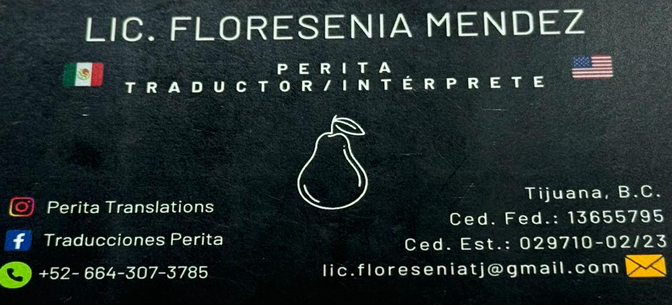 LIC. FLORESENIA MENDEZ
PERITA
TRADUCTOR/INTÉRPRETE
Perita Translations
Traducciones Perita
+52- 664-307-3785
Tijuana, B.C.
Ced. Fed.: 13655795
Ced. Est.: 029710-02/23
lic.floreseniatj@gmail.com